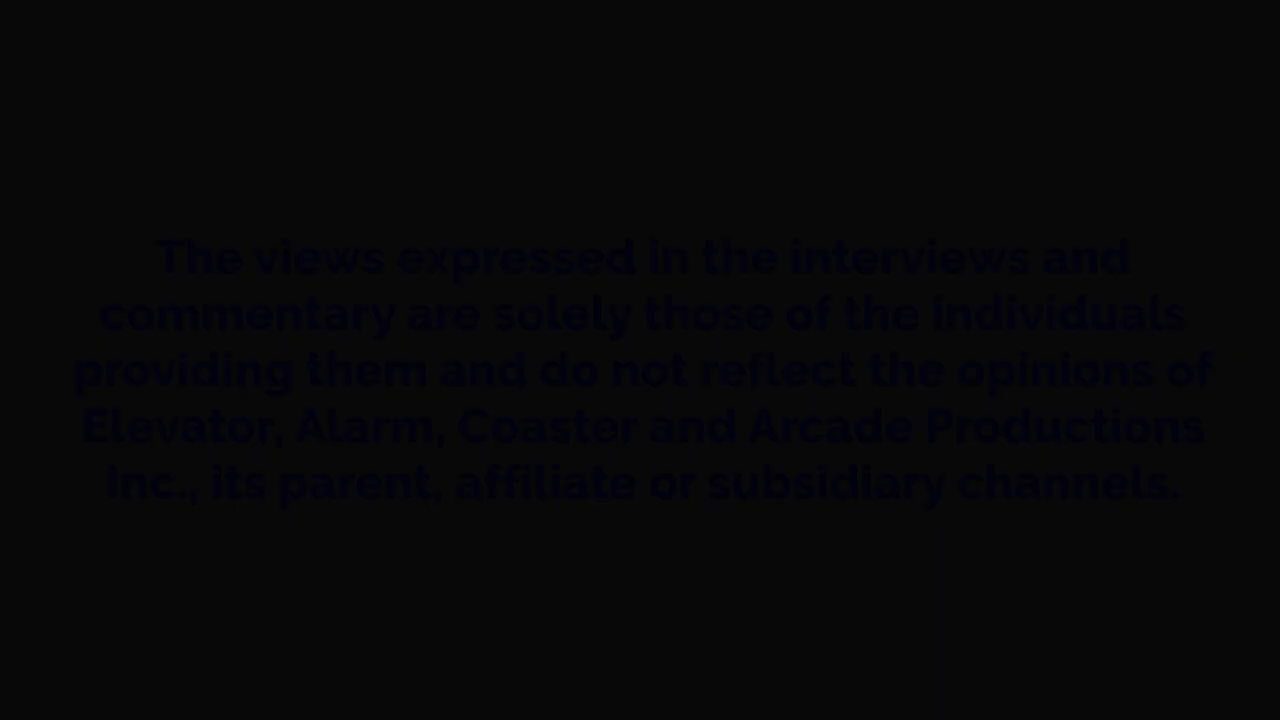 The views expressed in the interviews and
commentary are solely those of the individuals
providing them and do not reflect the opinions of
Elevator, Alarm, Coaster and Arcade Productions
Inc., its parent, affiliate or subsidiary channels.